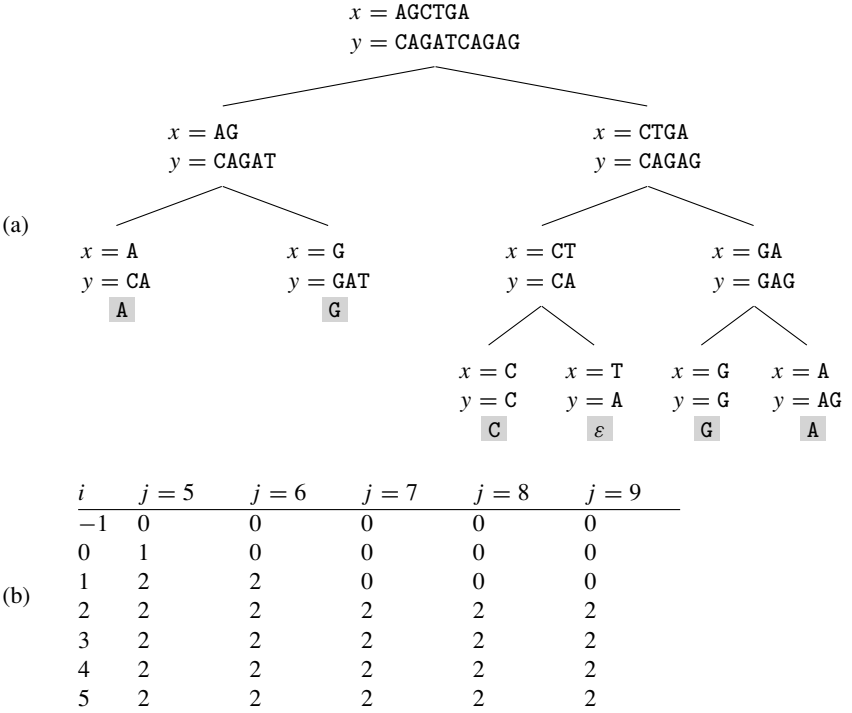 x = AGCTGA
y = CAGATCAGAG
x = AG x = CTGA
y = CAGAT y = CAGAG
(a)
x = A x = G x = CT x = GA
y = CA y = GAT y = CA y = GAG
A G
x = C x = T x = G x = A
y = C y = A y = G y = AG
C ε G A
i j = 5 j = 6 j = 7 j = 8 j = 9
−1 0 0 0 0 0
0 1 0 0 0 0
1 2 2 0 0 0
(b)
2 2 2 2 2 2
3 2 2 2 2 2
4 2 2 2 2 2
5 2 2 2 2 2